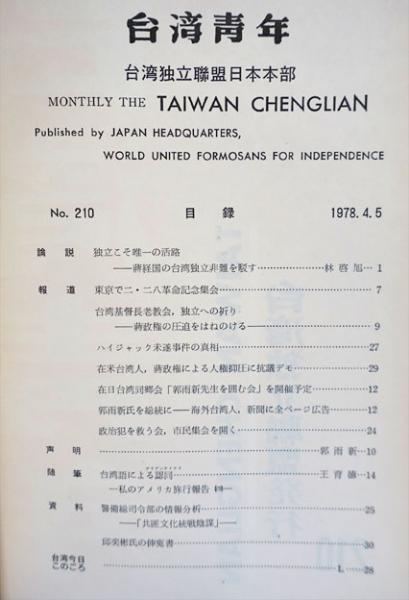 台湾青年
台湾独立聯盟日本本部
MONTHLY THE TAIWAN CHENGLIAN
Published by JAPAN HEADQUARTERS,
WORLD UNITED FORMOSANS FOR INDEPENDENCE
No. 210 目録 1978.4.5
論説 独立こそ唯一の活路
——蔣経国の台湾独立非難を駁す……………………林啓旭…1
報道 東京で二・二八革命記念集会……………………7
台湾基督長老教会,独立への祈り
——蔣政権の圧迫をはねのける——……………………9
ハイジャック未遂事件の真相……………………27
在米台湾人,蔣政権による人権抑圧に抗議デモ……………………29
在日台湾同郷会「郭雨新先生を囲む会」を開催予定……………………12
郭雨新氏を総統に——海外台湾人,新聞に全ページ広告……………………12
政治犯を救う会,市民集会を開く……………………24
声明……………………郭雨新…10
随筆 台湾語による認同……………………王育徳…14
—私のアメリカ旅行報告
資料 警備総司令部の情報分析……………………25
——「共匪文化統戦陰謀」——
邱奕彬氏の陳冤書……………………30
台湾今日このごろ……………………L……28